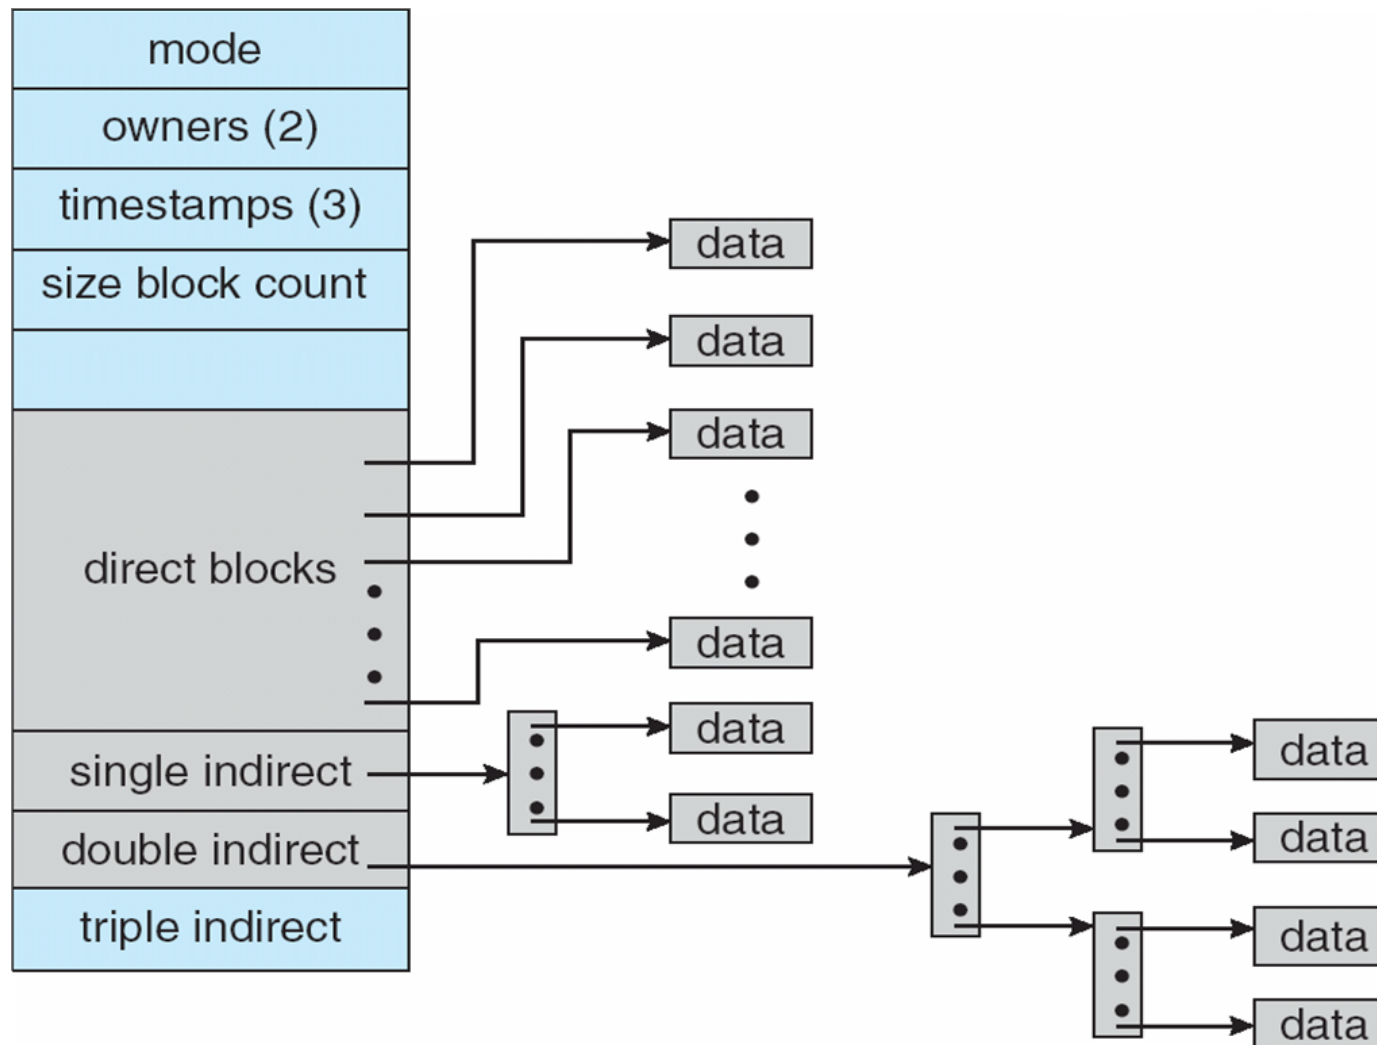 mode
owners (2)
timestamps (3)
size block count
direct blocks
single indirect
double indirect
triple indirect
data
data
data
data
data
data
data
data
data
data